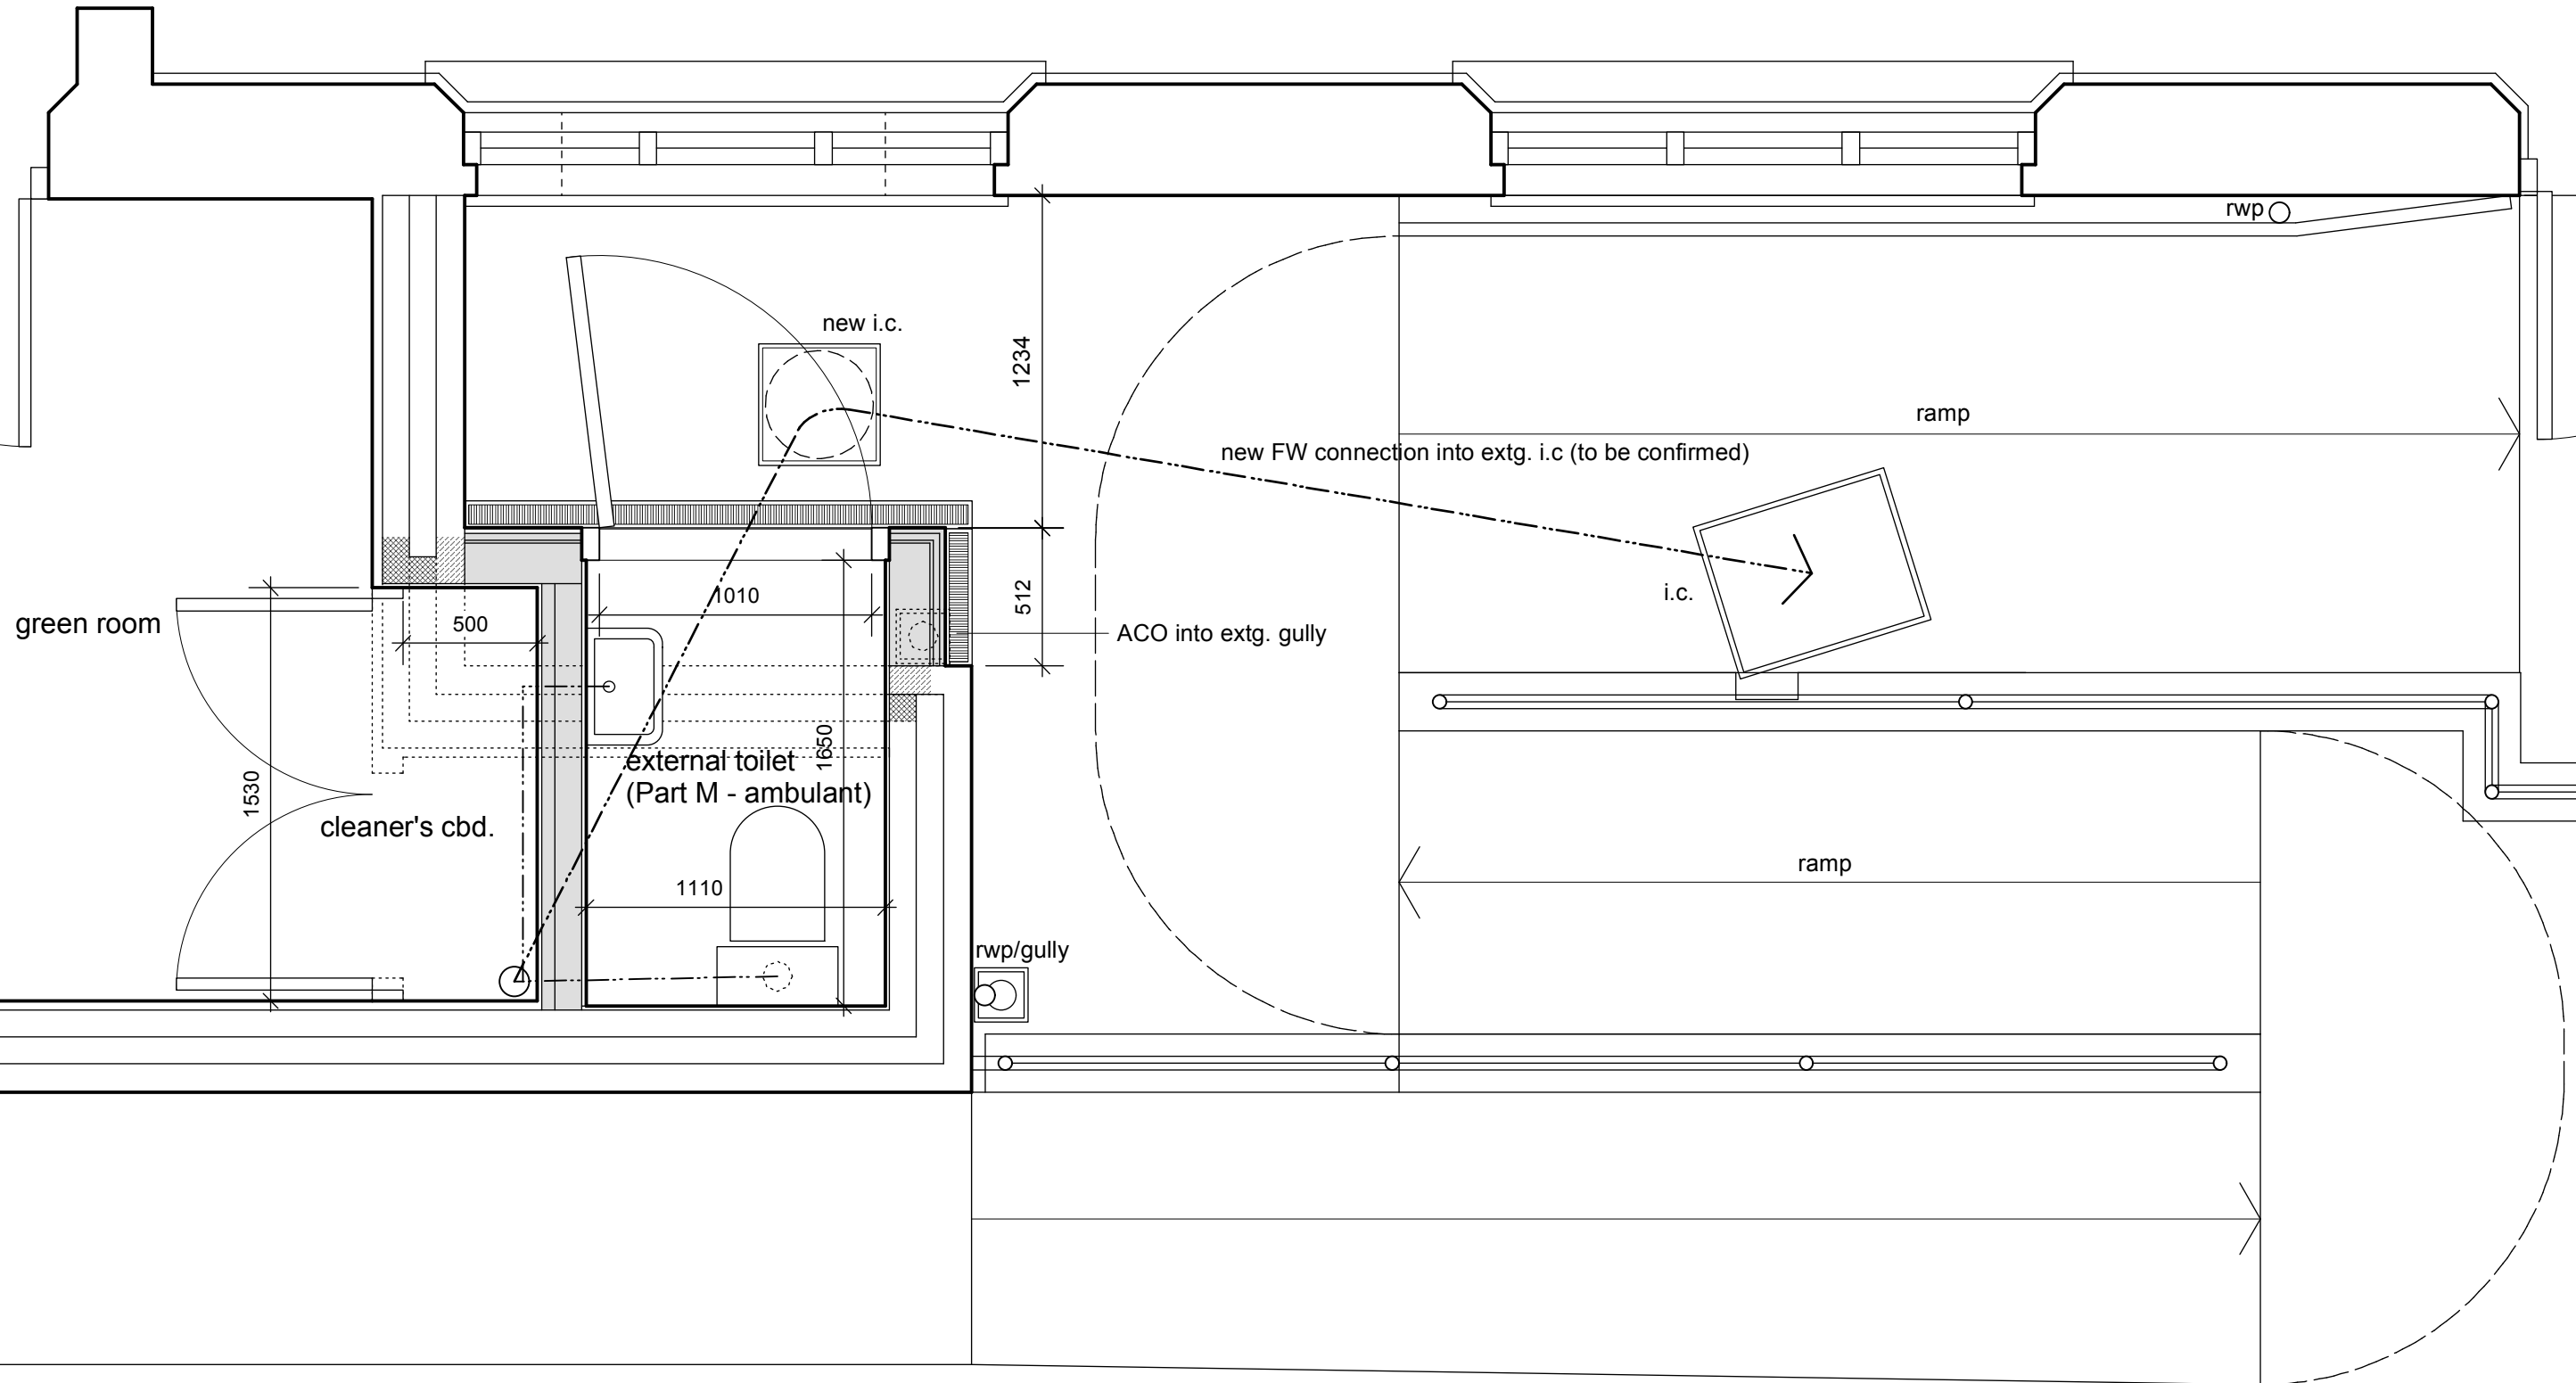 rwp
new i.c.
1234
ramp
new FW connection into extg. i.c (to be confirmed)
i.c.
1010
512
500
green room
ACO into extg. gully
1650
external toilet
(Part M - ambulant)
1530
cleaner's cbd.
ramp
1110
rwp/gully